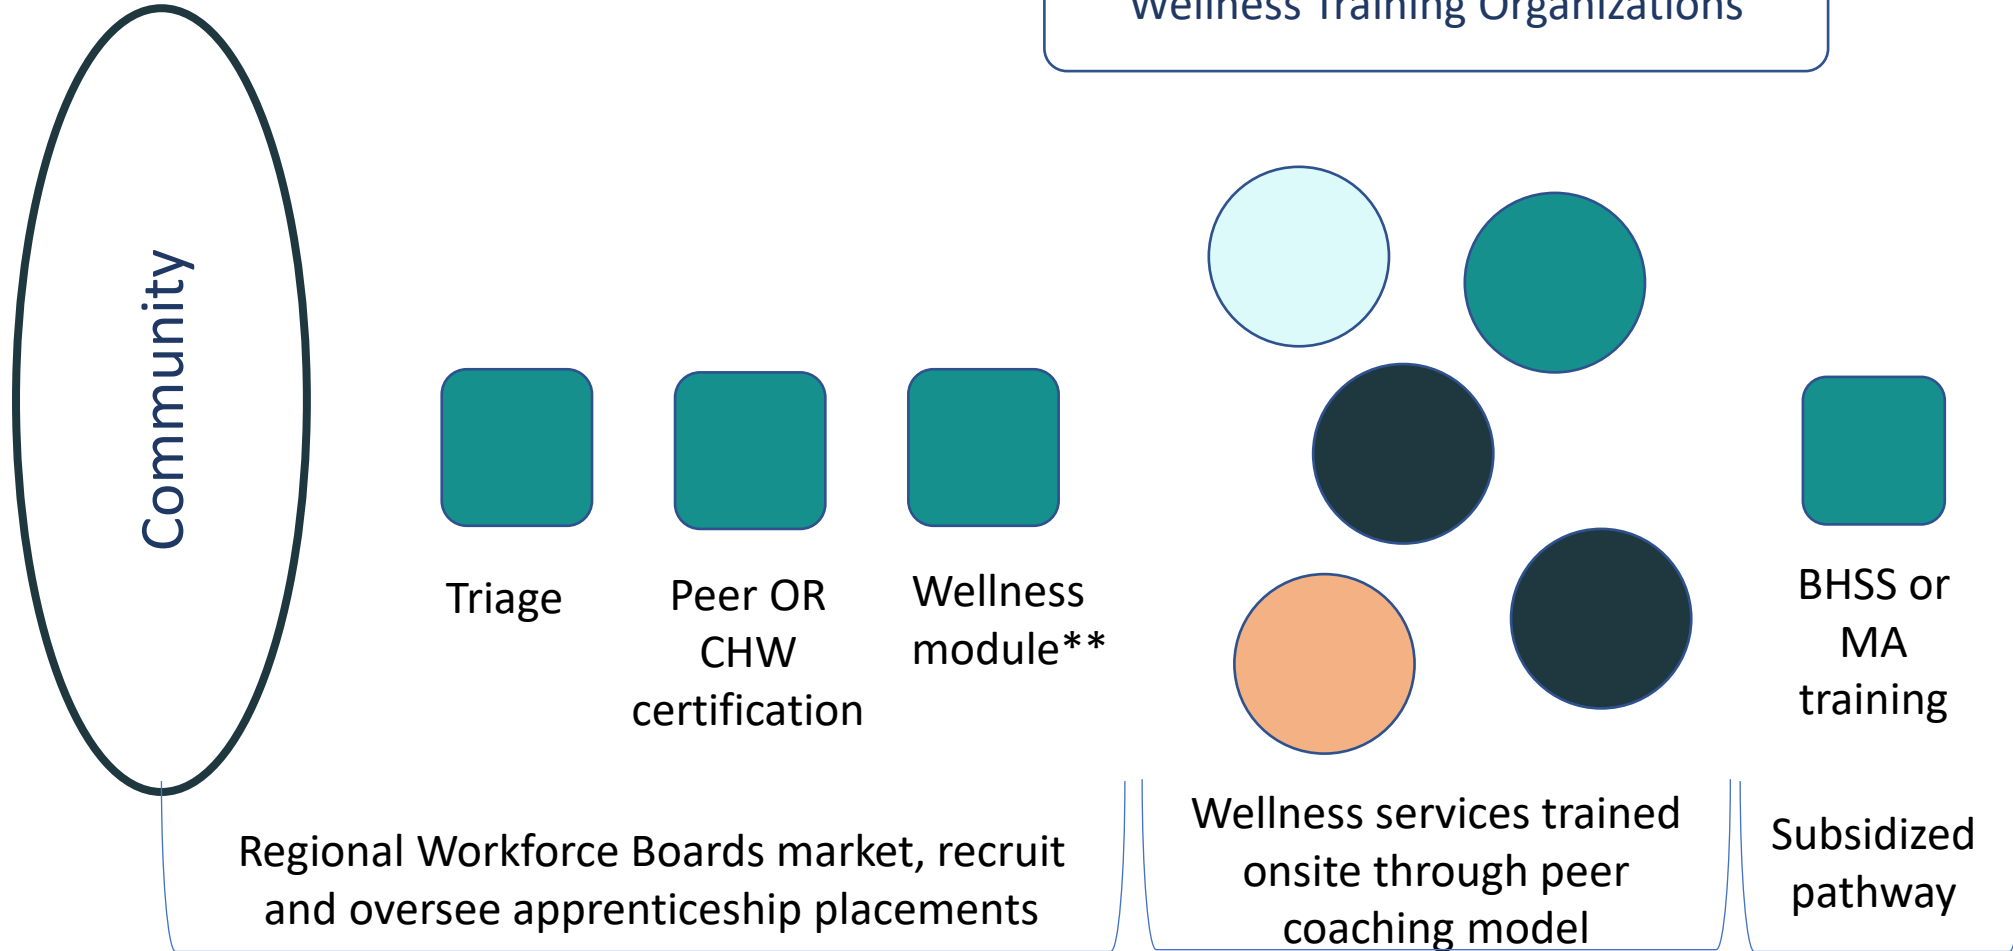 Wellness Training Organizations
Community
Triage
Peer OR
CHW
certification
Wellness
module**
BHSS or
MA
training
Regional Workforce Boards market, recruit
and oversee apprenticeship placements
Wellness services trained
onsite through peer
coaching model
Subsidized
pathway